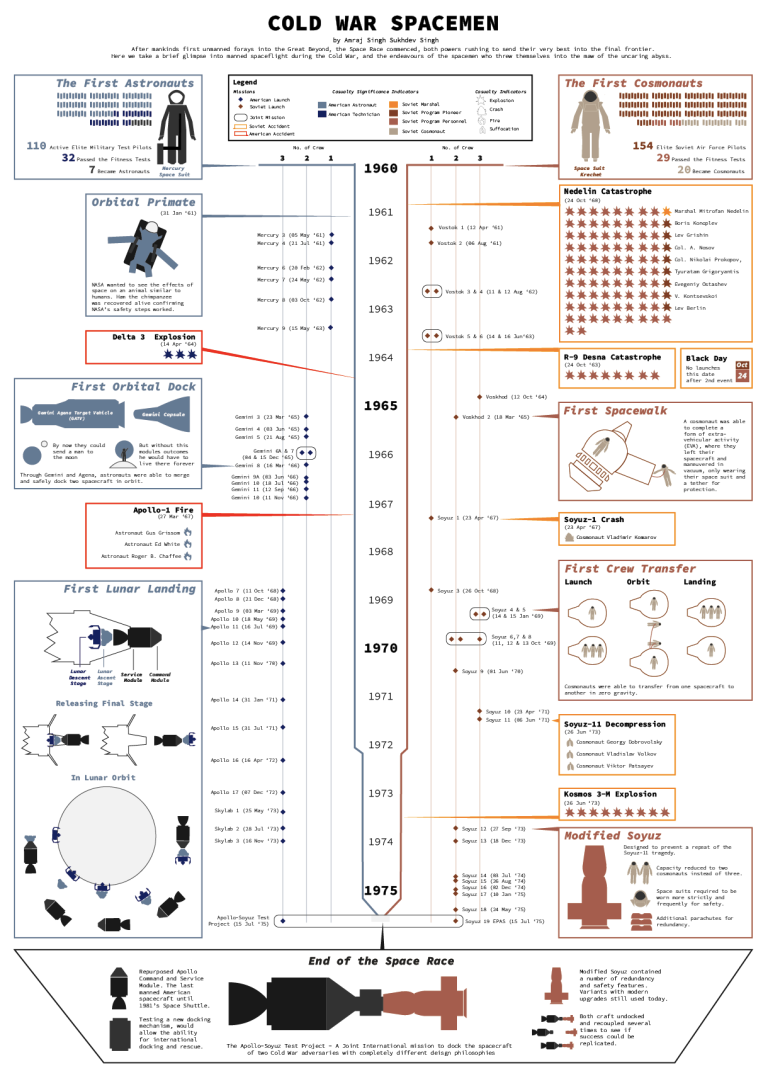 COLD WAR SPACEMEN
by Amraj Singh Sukhdev Singh
After mankinds first unmanned forays into the Great Beyond, the Space Race commenced, both powers rushing to send their very best into the final frontier.
Here we take a brief glimpse into manned spaceflight during the Cold War, and the endeavours of the spacemen who threw themselves into the maw of the uncaring abyss.
The First Astronauts
110 Active Elite Military Test Pilots
32 Passed the Fitness Tests
7 Became Astronauts
Mercury
Space Suit
Legend
Missions
American Launch
Soviet Launch
Joint Mission
Soviet Accident
American Accident
Casualty Significance Indicators
American Astronaut
American Technician
Soviet Marshal
Soviet Program Pioneer
Soviet Program Personnel
Soviet Cosmonaut
Casualty Indicators
Explosion
Crash
Fire
Suffocation
The First Cosmonauts
154 Elite Soviet Air Force Pilots
29 Passed the Fitness Tests
20 Became Cosmonauts
Space Suit
Krechet
No. of Crew
3 2 1
No. of Crew
1 2 3
1960
1961
1962
1963
1964
1965
1966
1967
1968
1969
1970
1971
1972
1973
1974
1975
Orbital Primate
(31 Jan '61)
NASA wanted to see the effects of
space on an animal similar to
humans. Ham the chimpanzee
was recovered alive confirming
NASA's safety steps worked.
Delta 3 Explosion
(14 Apr '64)
First Orbital Dock
Gemini Agena Target Vehicle
(GATV)
Gemini Capsule
By now they could
send a man to
the moon
But without this
modules outcomes
he would have to
live there forever
Through Gemini and Agena, astronauts were able to merge
and safely dock two spacecraft in orbit.
Apollo-1 Fire
(27 Mar '67)
Astronaut Gus Grissom
Astronaut Ed White
Astronaut Roger B. Chaffee
First Lunar Landing
Lunar
Descent
Stage
Lunar
Ascent
Stage
Service
Module
Command
Module
Releasing Final Stage
In Lunar Orbit
Mercury 3 (05 May '61)
Mercury 4 (21 Jul '61)
Mercury 6 (20 Feb '62)
Mercury 7 (24 May '62)
Mercury 8 (03 Oct '62)
Mercury 9 (15 May '63)
Gemini 3 (23 Mar '65)
Gemini 4 (03 Jun '65)
Gemini 5 (21 Aug '65)
Gemini 6A & 7
(04 & 15 Dec '65)
Gemini 8 (16 Mar '66)
Gemini 9A (03 Jun '66)
Gemini 10 (18 Jul '66)
Gemini 11 (12 Sep '66)
Gemini 10 (11 Nov '66)
Apollo 7 (11 Oct '68)
Apollo 8 (21 Dec '68)
Apollo 9 (03 Mar '69)
Apollo 10 (18 May '69)
Apollo 11 (16 Jul '69)
Apollo 12 (14 Nov '69)
Apollo 13 (11 Nov '70)
Apollo 14 (31 Jan '71)
Apollo 15 (31 Jul '71)
Apollo 16 (16 Apr '72)
Apollo 17 (07 Dec '72)
Skylab 1 (25 May '73)
Skylab 2 (28 Jul '73)
Skylab 3 (16 Nov '73)
Apollo-Soyuz Test
Project (15 Jul '75)
Vostok 1 (12 Apr '61)
Vostok 2 (06 Aug '61)
Vostok 3 & 4 (11 & 12 Aug '62)
Vostok 5 & 6 (14 & 16 Jun'63)
Voskhod (12 Oct '64)
Voskhod 2 (18 Mar '65)
Soyuz 1 (23 Apr '67)
Soyuz 3 (26 Oct '68)
Soyuz 4 & 5
(14 & 15 Jan '69)
Soyuz 6,7 & 8
(11, 12 & 13 Oct '69)
Soyuz 9 (01 Jun '70)
Soyuz 10 (23 Apr '71)
Soyuz 11 (06 Jun '71)
Soyuz 12 (27 Sep '73)
Soyuz 13 (18 Dec '73)
Soyuz 14 (03 Jul '74)
Soyuz 15 (26 Aug '74)
Soyuz 16 (02 Dec '74)
Soyuz 17 (10 Jan '75)
Soyuz 18 (24 May '75)
Soyuz 19 EPAS (15 Jul '75)
Nedelin Catastrophe
(24 Oct '60)
Marshal Mitrofan Nedelin
Boris Konoplev
Lev Grishin
Col. A. Nosov
Col. Nikolai Prokopov,
Tyuratam Grigoryantis
Evegeniy Ostashev
V. Kontsevakoi
Lev Berlin
R-9 Desna Catastrophe
(24 Oct '63)
Black Day
No launches
this date
after 2nd event
Oct
24
First Spacewalk
A cosmonaut was able
to complete a
form of extra-
vehicular activity
(EVA), where they
left their
spacecraft and
maneuvered in
vacuum, only wearing
their space suit and
a tether for
protection.
Soyuz-1 Crash
(23 Apr '67)
Cosmonaut Vladimir Komarov
First Crew Transfer
Launch Orbit Landing
Cosmonauts were able to transfer from one spacecraft to
another in zero gravity.
Soyuz-11 Decompression
(26 Jun '73)
Cosmonaut Georgy Dobrovolsky
Cosmonaut Vladislav Volkov
Cosmonaut Viktor Patsayev
Kosmos 3-M Explosion
(26 Jun '73)
Modified Soyuz
Designed to prevent a repeat of the
Soyuz-11 tragedy.
Capacity reduced to two
cosmonauts instead of three.
Space suits required to be
worn more strictly and
frequently for safety.
Additional parachutes for
redundancy.
End of the Space Race
Repurposed Apollo
Command and Service
Module. The last
manned American
spacecraft until
1981's Space Shuttle.
Testing a new docking
mechanism, would
allow the ability
for international
docking and rescue.
The Apollo-Soyuz Test Project - A Joint International mission to dock the spacecraft
of two Cold War adversaries with completely different deisgn philosophies
Modified Soyuz contained
a number of redundancy
and safety features.
Variants with modern
upgrades still used today.
Both craft undocked
and recoupled several
times to see if
success could be
replicated.